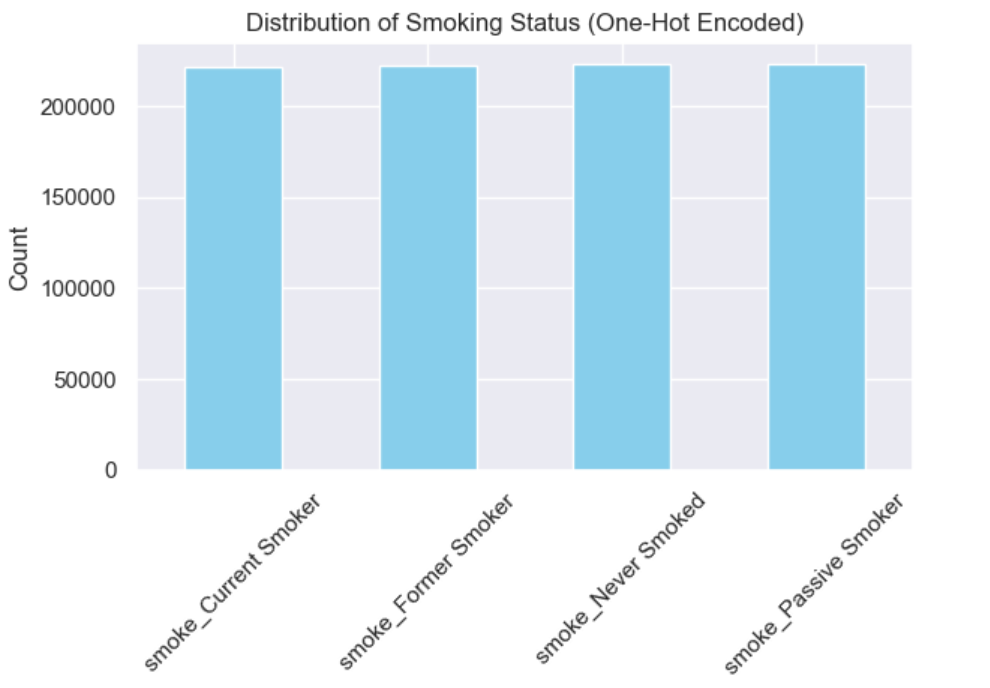 Distribution of Smoking Status (One-Hot Encoded)
200000
150000
100000
50000
0
Count
smoke_Current Smoker
smoke_Former Smoker
smoke_Never Smoked
smoke_Passive Smoker